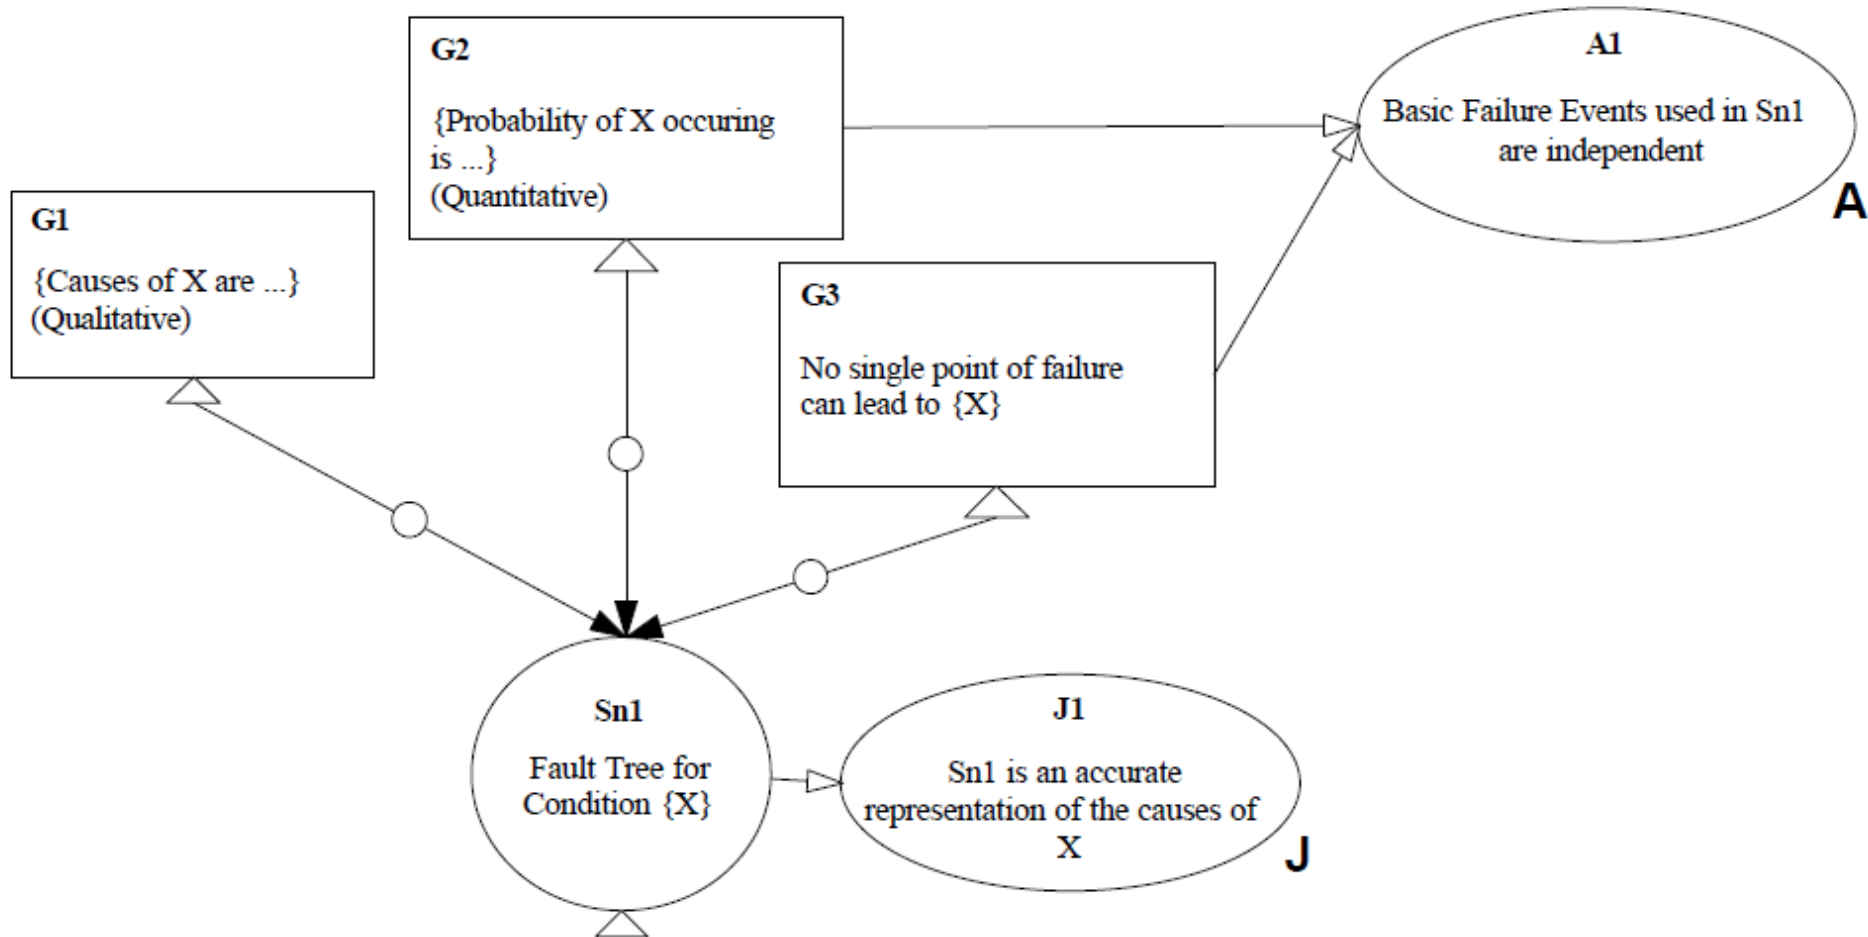 G2
{Probability of X occuring
is ...}
(Quantitative)
A1
Basic Failure Events used in Sn1
are independent
A
G1
{Causes of X are ...}
(Qualitative)
G3
No single point of failure
can lead to {X}
Sn1
Fault Tree for
Condition {X}
J1
Sn1 is an accurate
representation of the causes of
X
J